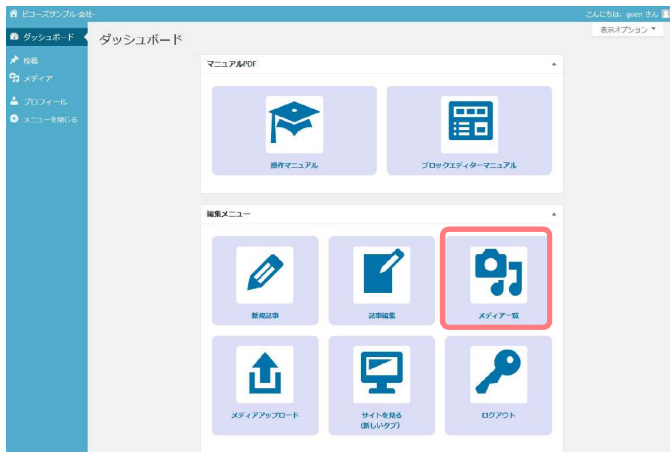 ビコーズサンプル-会社-
こんにちは、guest さん
ダッシュボード
ダッシュボード
表示オプション ▼
投稿
メディア
プロフィール
メニューを閉じる
マニュアルPDF
操作マニュアル
ブロックエディターマニュアル
編集メニュー
新規記事
記事編集
メディア一覧
メディアアップロード
サイトを見る
(新しいタブ)
ログアウト